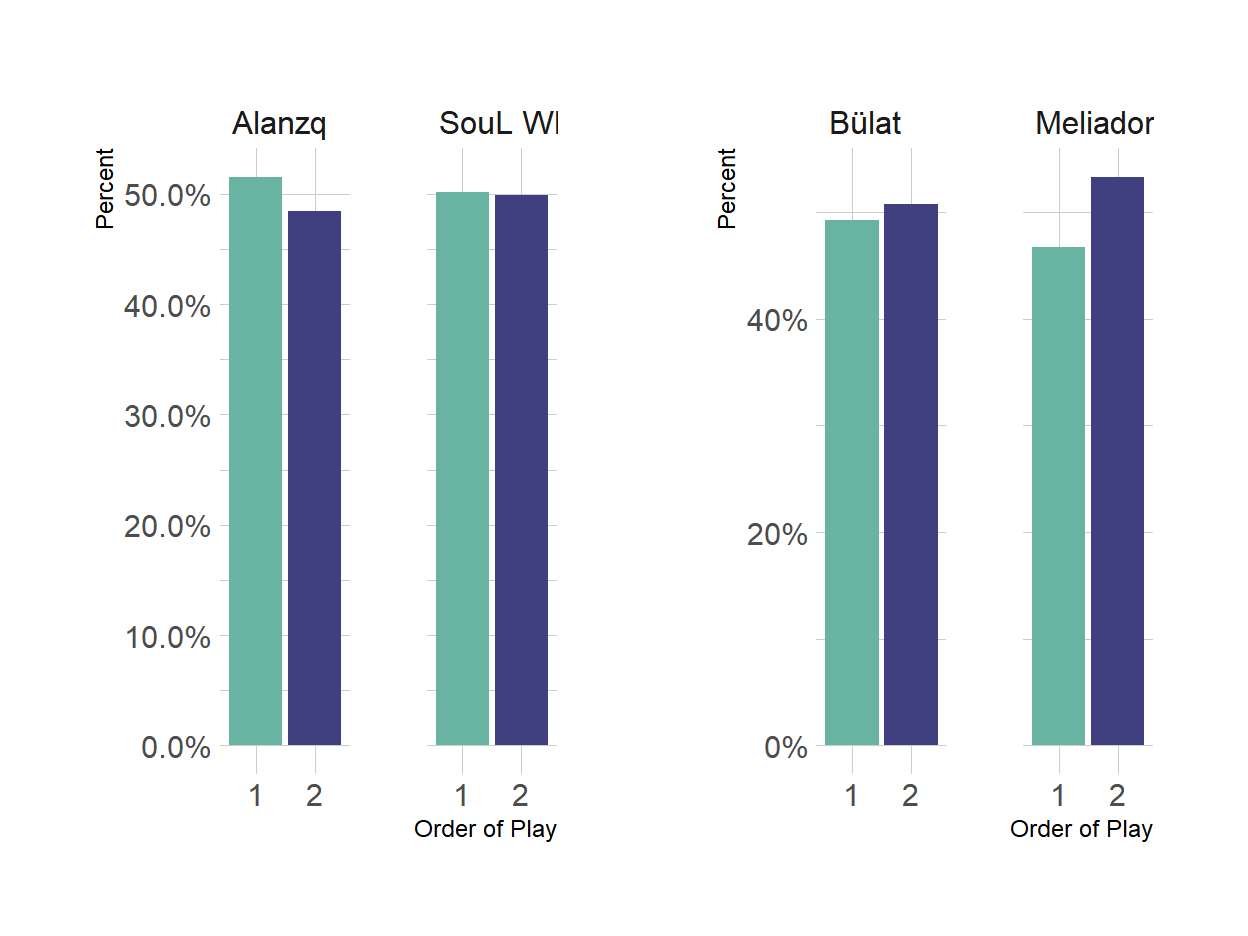 Alanzq
SouL
Percent
50.0%
40.0%
30.0%
20.0%
10.0%
0.0%
1 2 1 2
Order of Play
Bülat
Meliador
Percent
40%
20%
0%
1 2 1 2
Order of Play